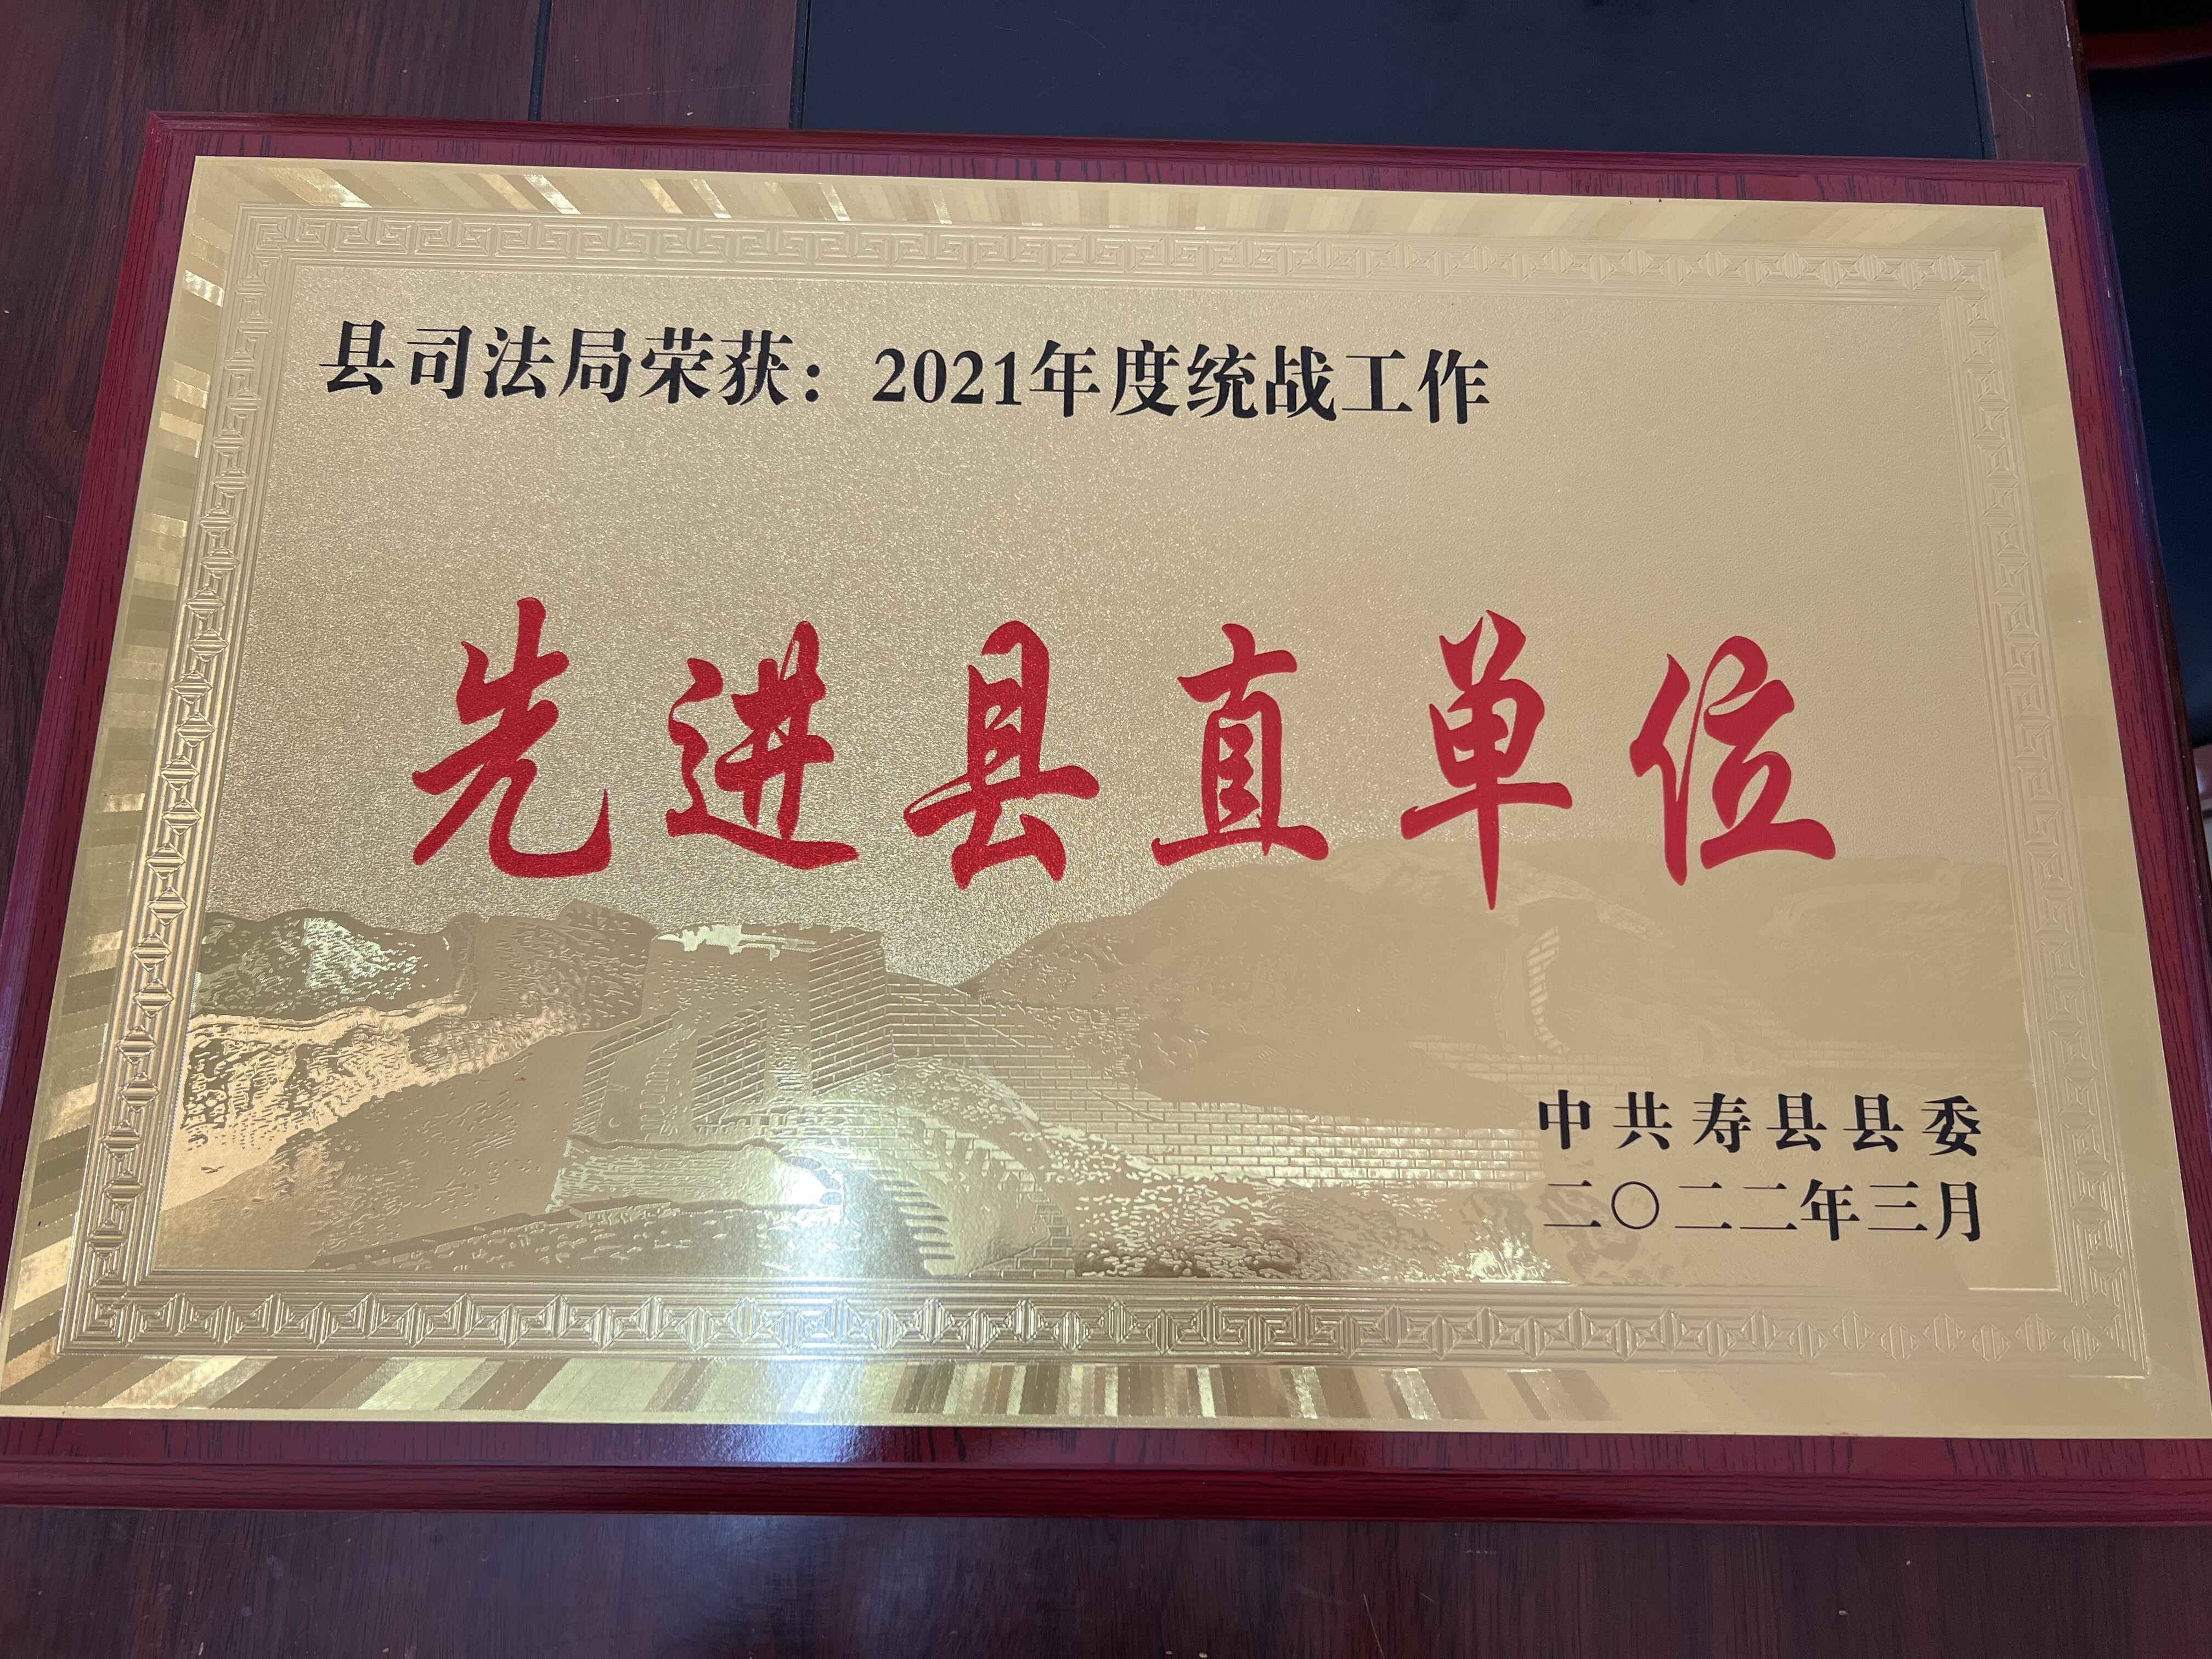 县司法局荣获：2021年度统战工作
先进县直单位
中共寿县县委
二〇二二年三月